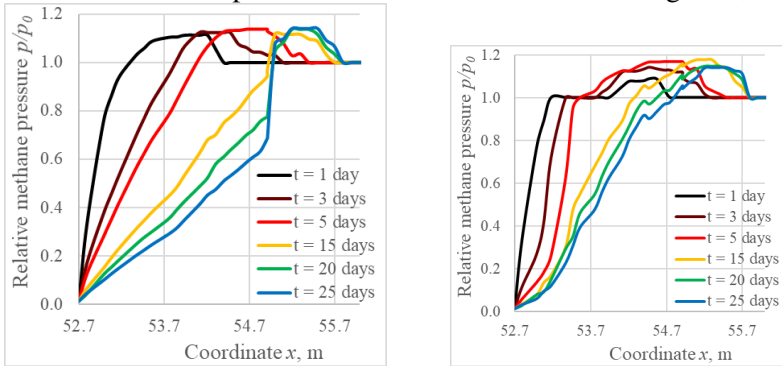 Relative methane pressure p/p0
1.2
1.0
0.8
0.6
0.4
0.2
0.0
t = 1 day
t = 3 days
t = 5 days
t = 15 days
t = 20 days
t = 25 days
52.7 53.7 54.7 55.7
Coordinate x, m
Relative methane pressure p/p0
1.2
1.0
0.8
0.6
0.4
0.2
0.0
t = 1 day
t = 3 days
t = 5 days
t = 15 days
t = 20 days
t = 25 days
52.7 53.7 54.7 55.7
Coordinate x, m